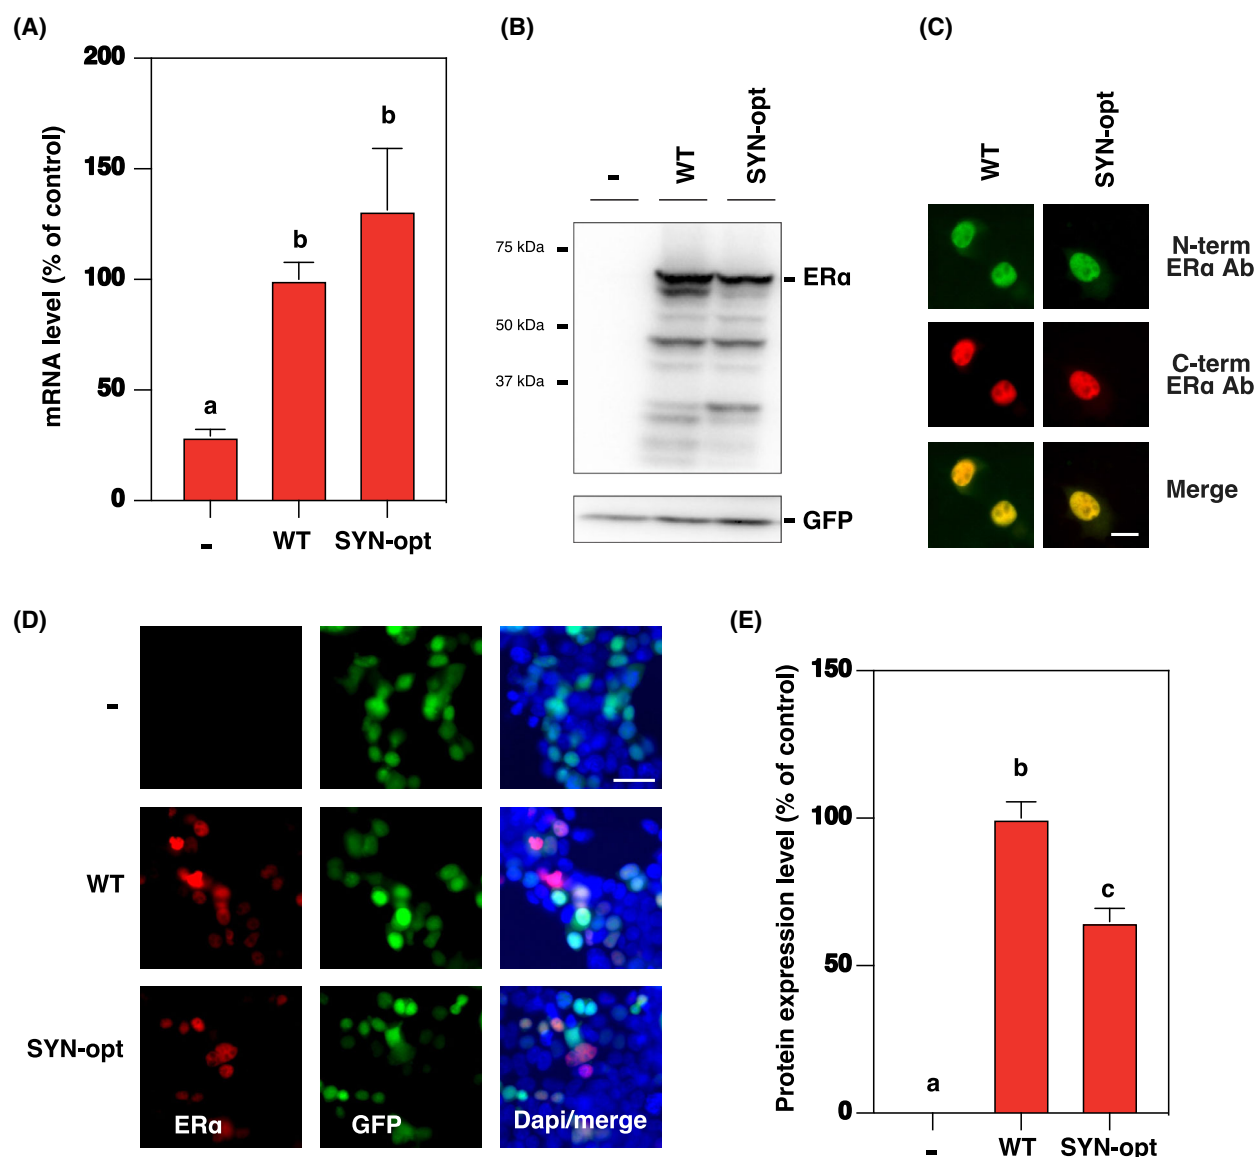 (A)
200
150
100
50
0
mRNA level (% of control)
a
b
b
-
WT
SYN-opt
(B)
-
WT
SYN-opt
75 kDa
50 kDa
37 kDa
ERα
GFP
(C)
WT
SYN-opt
N-term
ERα Ab
C-term
ERα Ab
Merge
(D)
-
WT
SYN-opt
ERα
GFP
Dapi/merge
(E)
150
100
50
0
Protein expression level (% of control)
a
b
c
-
WT
SYN-opt